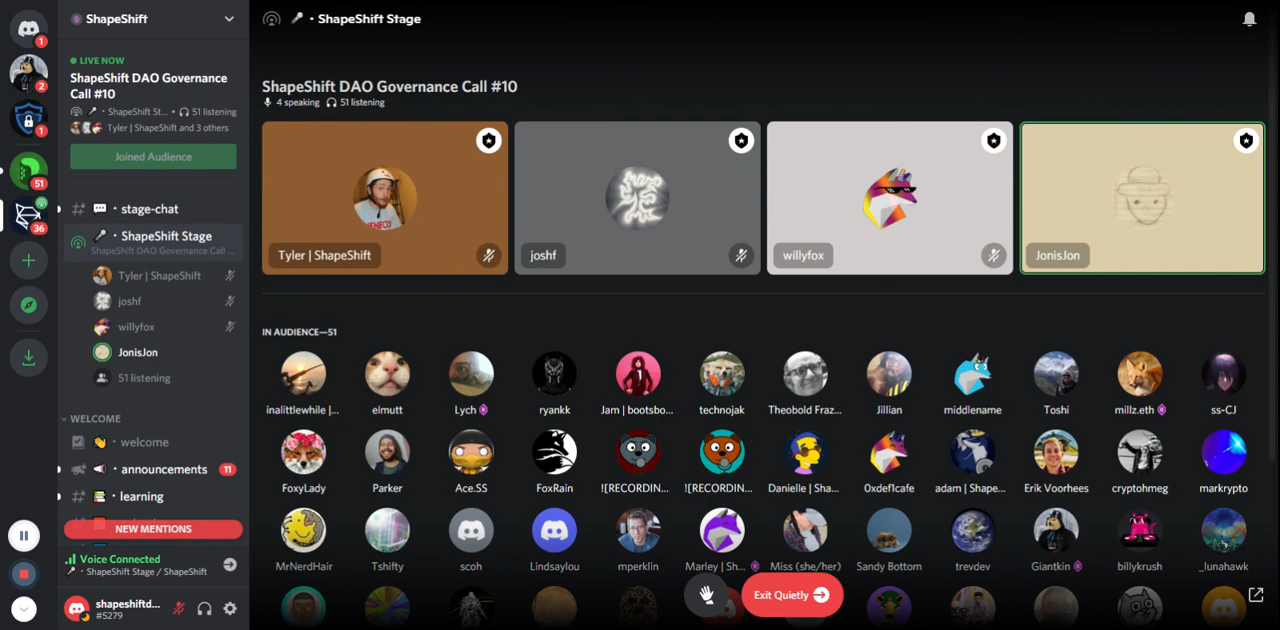 1
2
1
51
36
ShapeShift
LIVE NOW
ShapeShift DAO Governance
Call #10
• ShapeShift St... • 51 listening
Tyler | ShapeShift and 3 others
Joined Audience
# • stage-chat
• ShapeShift Stage
ShapeShift DAO Governance Call ...
Tyler | ShapeShift
joshf
willyfox
JonisJon
51 listening
WELCOME
• welcome
• announcements 11
# • learning
NEW MENTIONS
Voice Connected
• ShapeShift Stage / ShapeShift
shapeshiftd...
#5279
• ShapeShift Stage
ShapeShift DAO Governance Call #10
4 speaking 51 listening
Tyler | ShapeShift joshf willyfox JonisJon
IN AUDIENCE—51
inalittlewhile |... elmutt Lych ryankk Jam | bootsbo... technojak Theobold Fraz... Jillian middlename Toshi millz.eth ss-CJ
FoxyLady Parker Ace.SS FoxRain ![RECORDIN... ![RECORDIN... Danielle | Sha... 0xdef1cafe adam | Shape... Erik Voorhees cryptohmeg markrypto
MrNerdHair Tshifty scoh Lindsaylou mperklin Marley | Sh... Miss (she/her) Sandy Bottom trevdev Giantkin billykrush _lunahawk
Exit Quietly